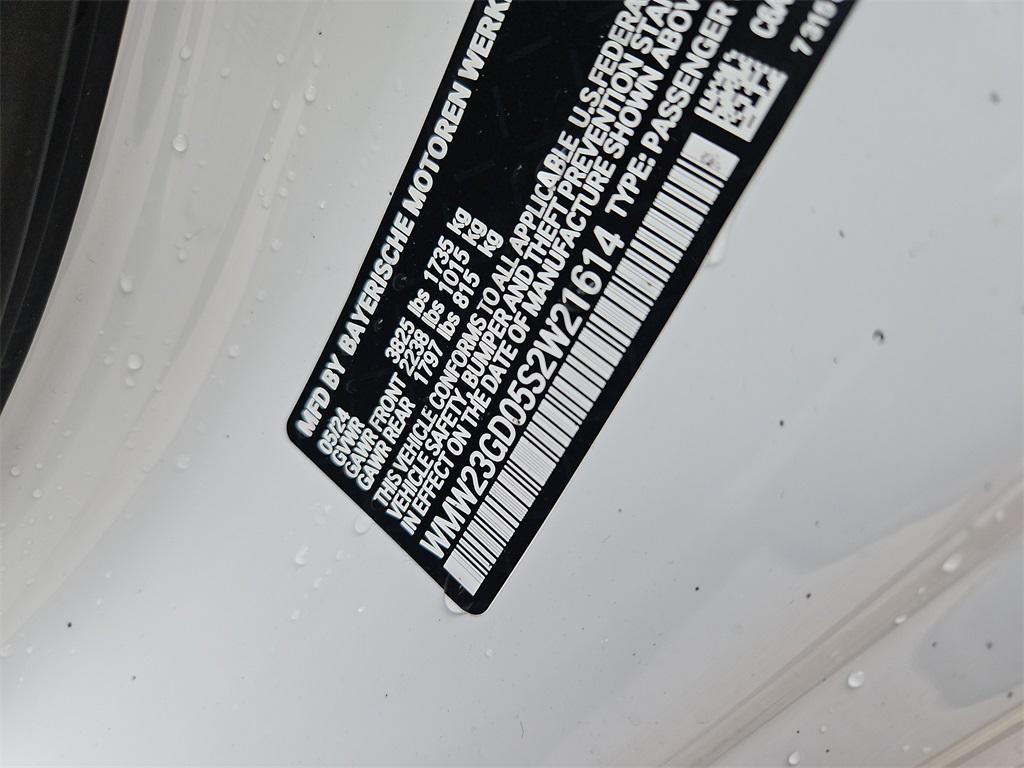 MFD BY BAYERISCHE MOTOREN WERKE
05/24
GVWR 3825 lbs 1735 kg
GAWR FRONT 2238 lbs 1015 kg
GAWR REAR 1797 lbs 815 kg
THIS VEHICLE CONFORMS TO ALL APPLICABLE U.S. FEDERAL
VEHICLE SAFETY, BUMPER AND THEFT PREVENTION STAN
IN EFFECT ON THE DATE OF MANUFACTURE SHOWN ABOV
WMW23GD05S2W21614 TYPE: PASSENGER